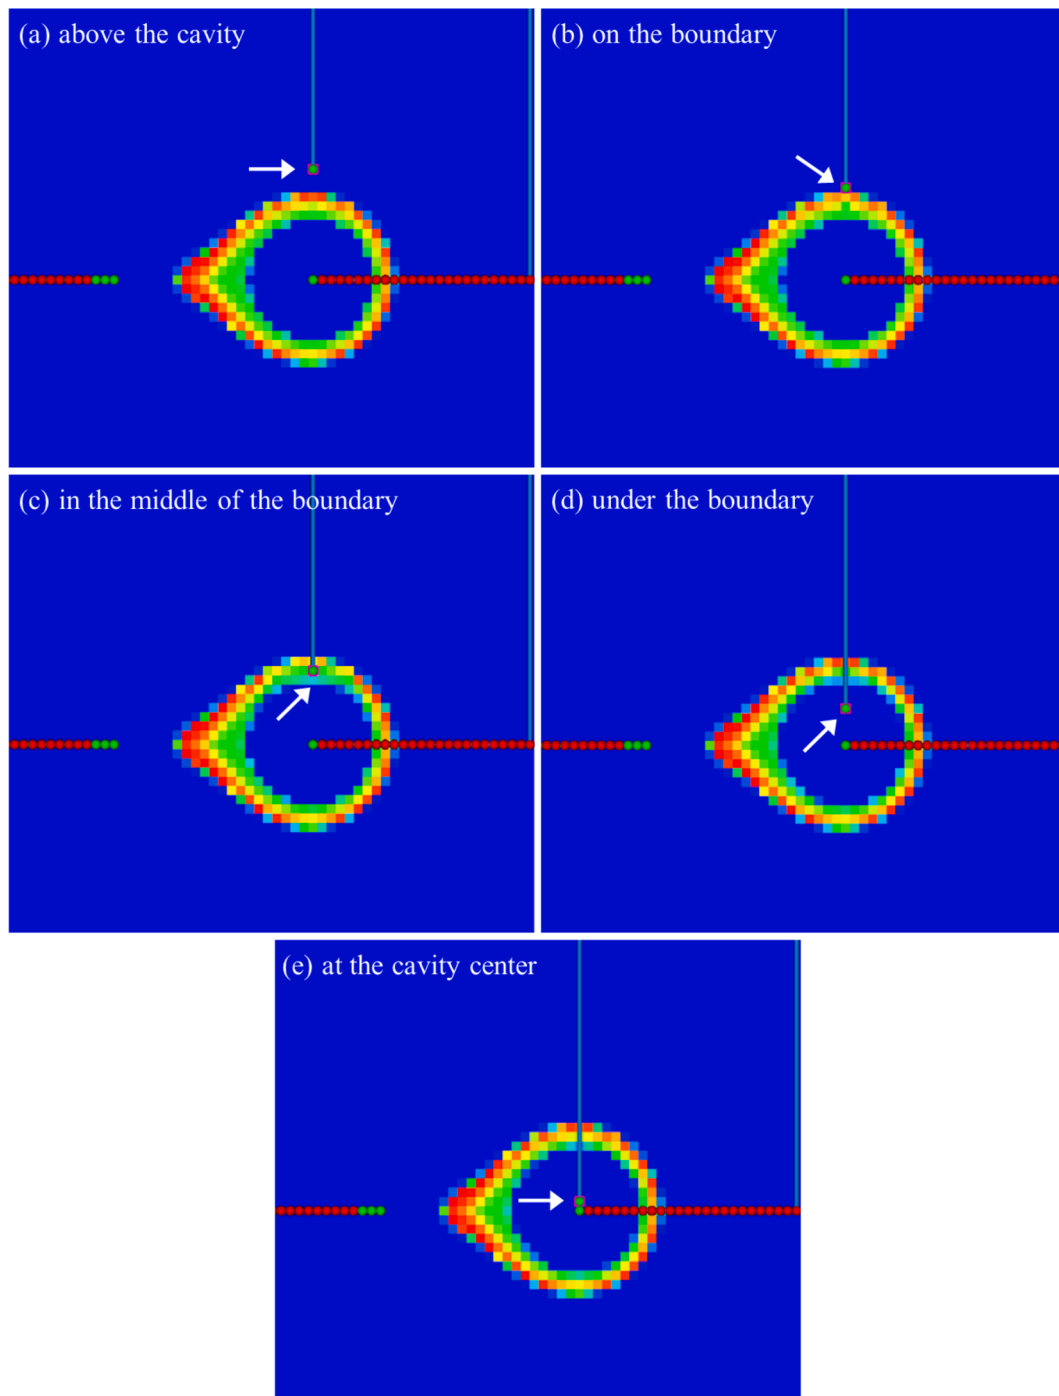 (a) above the cavity
(b) on the boundary
(c) in the middle of the boundary
(d) under the boundary
(e) at the cavity center